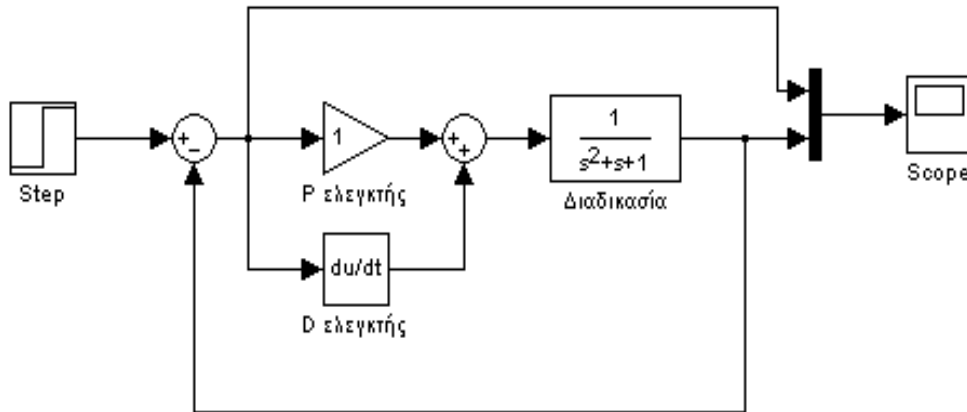 Step
+
−
1
P ελεγκτής
+
+
1
s²+s+1
Διαδικασία
Scope
du/dt
D ελεγκτής